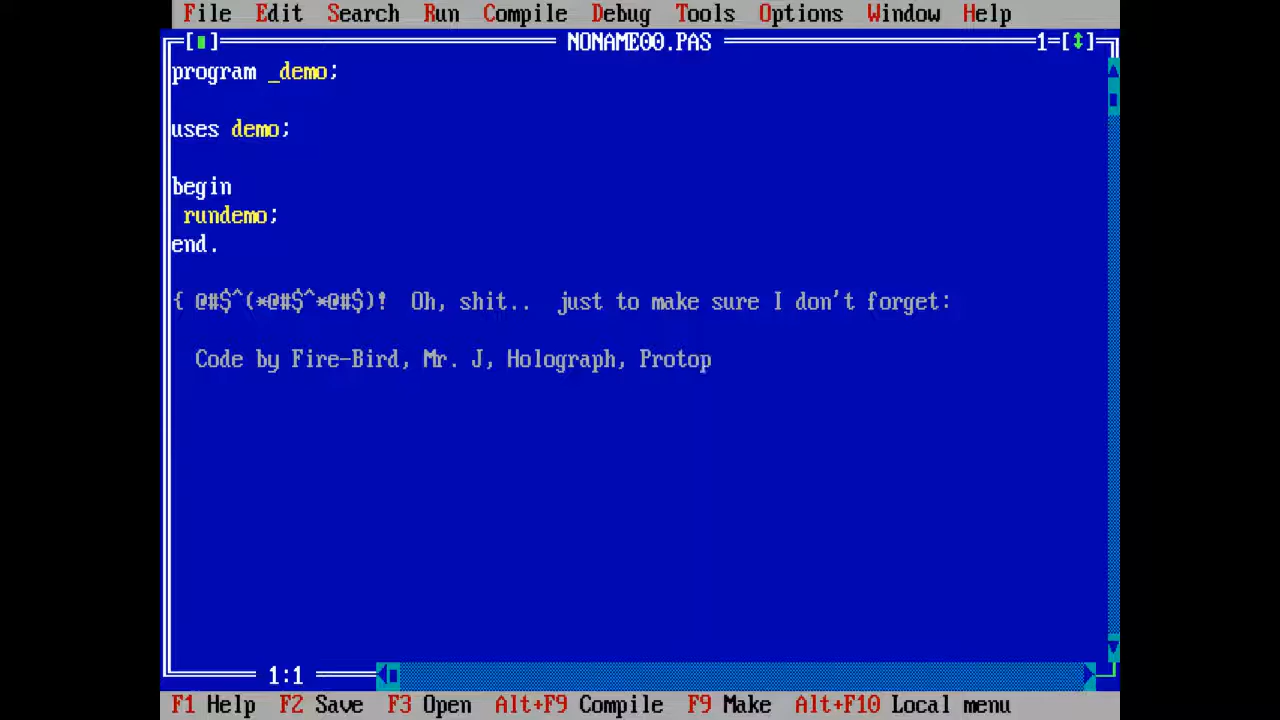 File Edit Search Run Compile Debug Tools Options Window Help
[■] NONAME00.PAS 1=[↕]
program _demo;
uses demo;
begin
rundemo;
end.
{ @#$^(*@#$^*@#$)! Oh, shit.. just to make sure I don't forget:
Code by Fire-Bird, Mr. J, Holograph, Protop
1:1
F1 Help F2 Save F3 Open Alt+F9 Compile F9 Make Alt+F10 Local menu